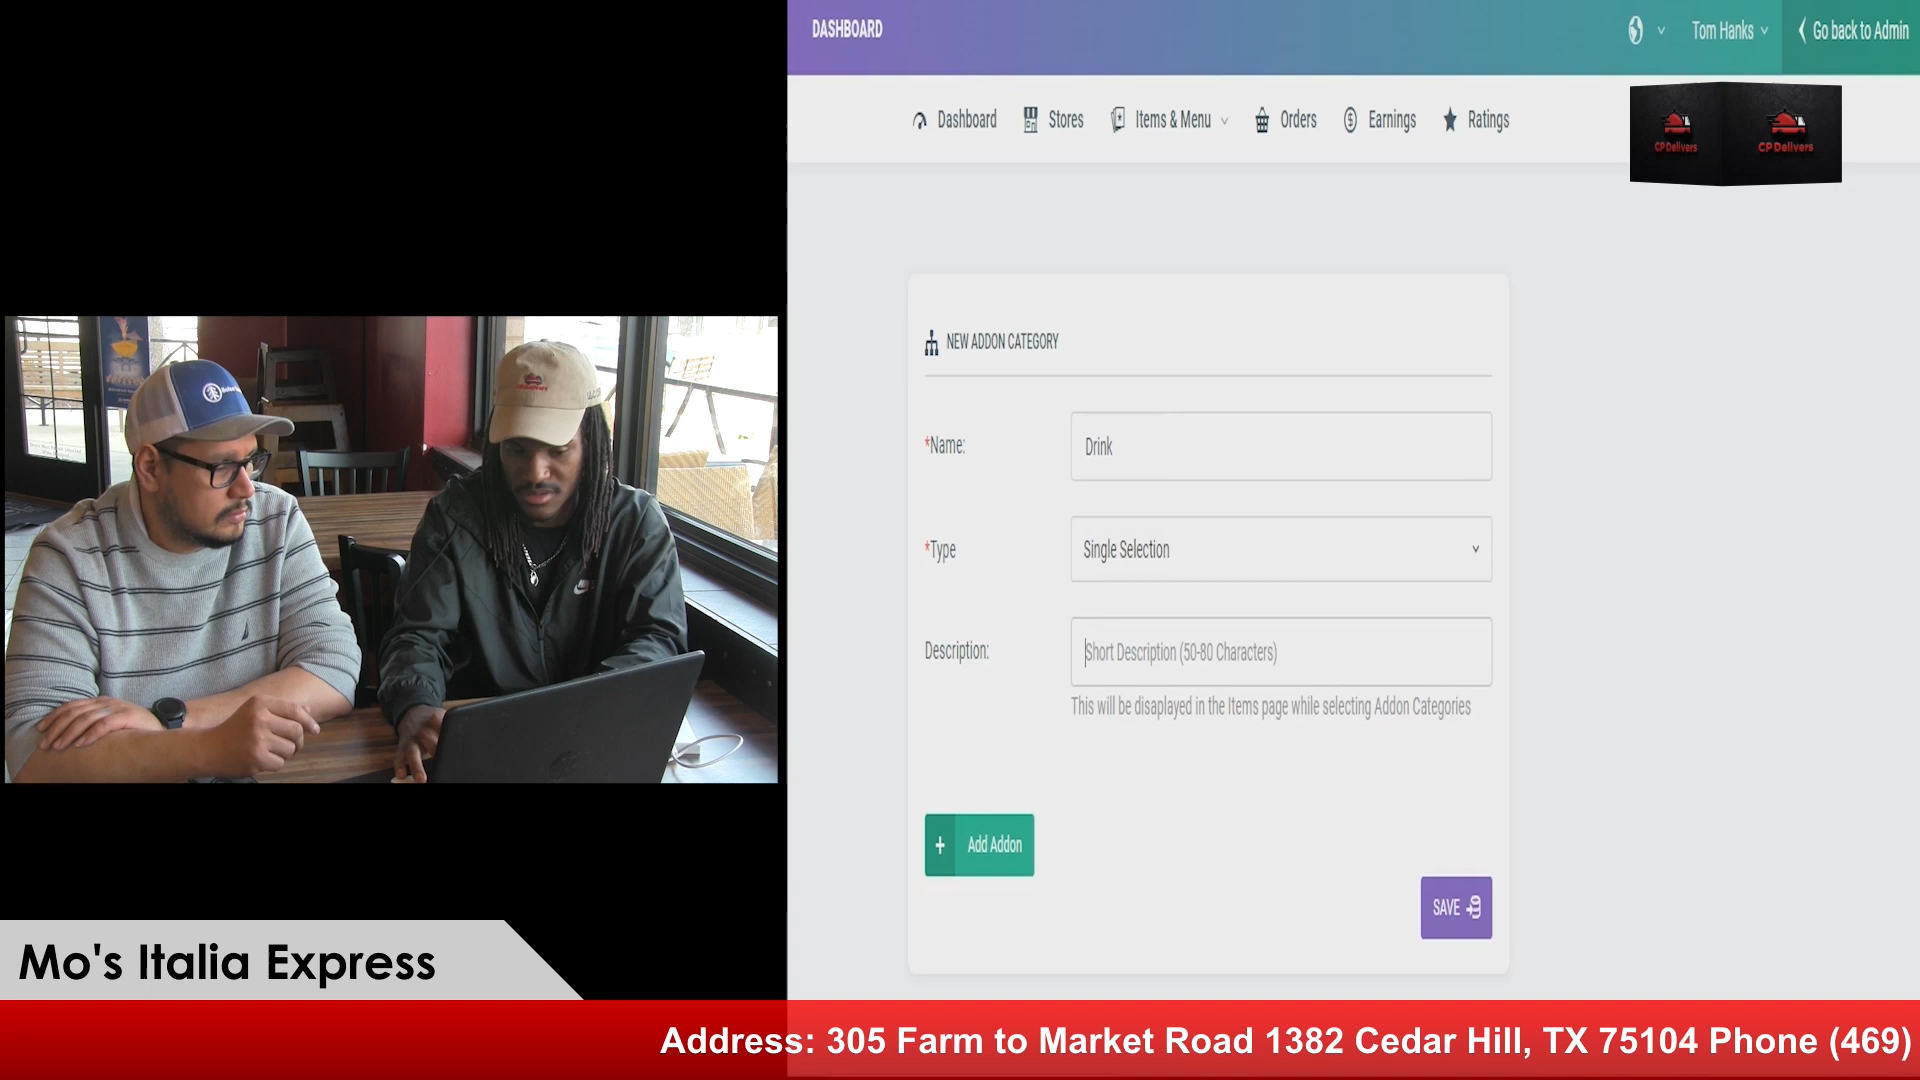 DASHBOARD
Tom Hanks
Go back to Admin
Dashboard
Stores
Items & Menu
Orders
Earnings
Ratings
CP Delivers
CP Delivers
NEW ADDON CATEGORY
*Name:
Drink
*Type
Single Selection
Description:
Short Description (50-80 Characters)
This will be disaplayed in the Items page while selecting Addon Categories
+ Add Addon
SAVE
Mo's Italia Express
Address: 305 Farm to Market Road 1382 Cedar Hill, TX 75104 Phone (469)